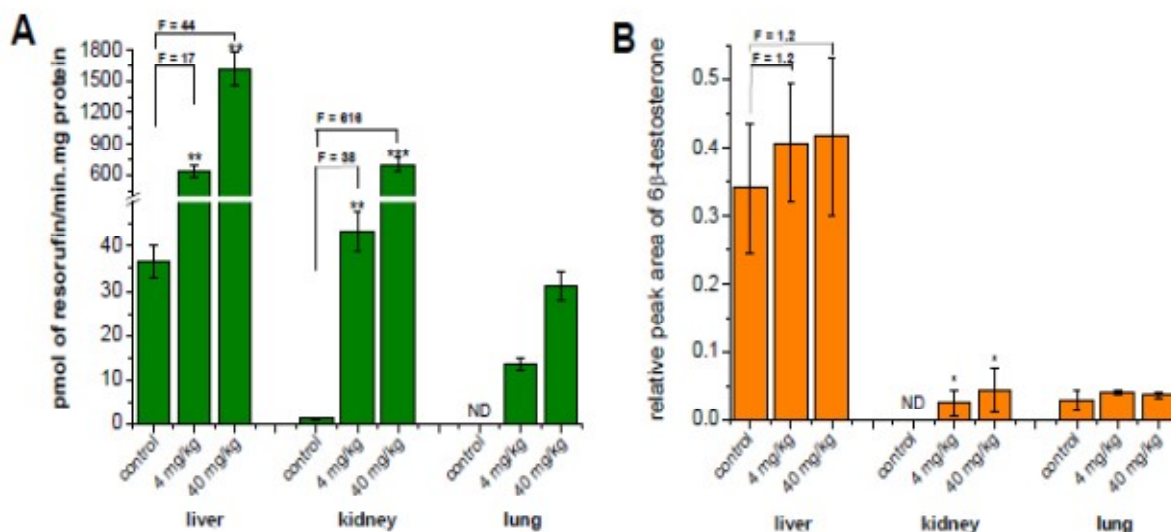 A
F = 44
F = 17
**
**
F = 616
F = 38
***
**
pmol of resorufin/min.mg protein
1800
1500
1200
900
600
40
30
20
10
0
ND
control
4 mg/kg
40 mg/kg
control
4 mg/kg
40 mg/kg
control
4 mg/kg
40 mg/kg
liver
kidney
lung
B
F = 1.2
F = 1.2
relative peak area of 6β-testosterone
0.5
0.4
0.3
0.2
0.1
0.0
ND
*
*
control
4 mg/kg
40 mg/kg
control
4 mg/kg
40 mg/kg
control
4 mg/kg
40 mg/kg
liver
kidney
lung